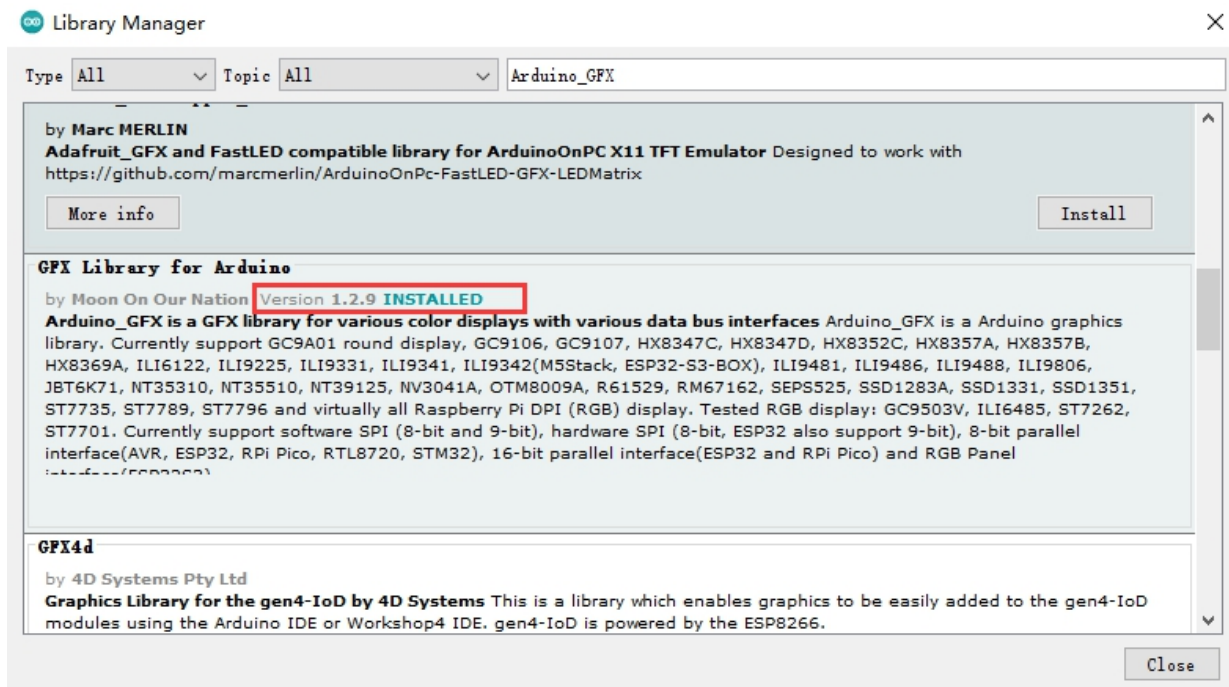 Library Manager
Type All Topic All Arduino_GFX
by Marc MERLIN
Adafruit_GFX and FastLED compatible library for ArduinoOnPC X11 TFT Emulator Designed to work with
https://github.com/marcmerlin/ArduinoOnPc-FastLED-GFX-LEDMatrix
More info Install
GFX Library for Arduino
by Moon On Our Nation Version 1.2.9 INSTALLED
Arduino_GFX is a GFX library for various color displays with various data bus interfaces Arduino_GFX is a Arduino graphics
library. Currently support GC9A01 round display, GC9106, GC9107, HX8347C, HX8347D, HX8352C, HX8357A, HX8357B,
HX8369A, ILI6122, ILI9225, ILI9331, ILI9341, ILI9342(M5Stack, ESP32-S3-BOX), ILI9481, ILI9486, ILI9488, ILI9806,
JBT6K71, NT35310, NT35510, NT39125, NV3041A, OTM8009A, R61529, RM67162, SEPS525, SSD1283A, SSD1331, SSD1351,
ST7735, ST7789, ST7796 and virtually all Raspberry Pi DPI (RGB) display. Tested RGB display: GC9503V, ILI6485, ST7262,
ST7701. Currently support software SPI (8-bit and 9-bit), hardware SPI (8-bit, ESP32 also support 9-bit), 8-bit parallel
interface(AVR, ESP32, RPi Pico, RTL8720, STM32), 16-bit parallel interface(ESP32 and RPi Pico) and RGB Panel
GFX4d
by 4D Systems Pty Ltd
Graphics Library for the gen4-IoD by 4D Systems This is a library which enables graphics to be easily added to the gen4-IoD
modules using the Arduino IDE or Workshop4 IDE. gen4-IoD is powered by the ESP8266.
Close